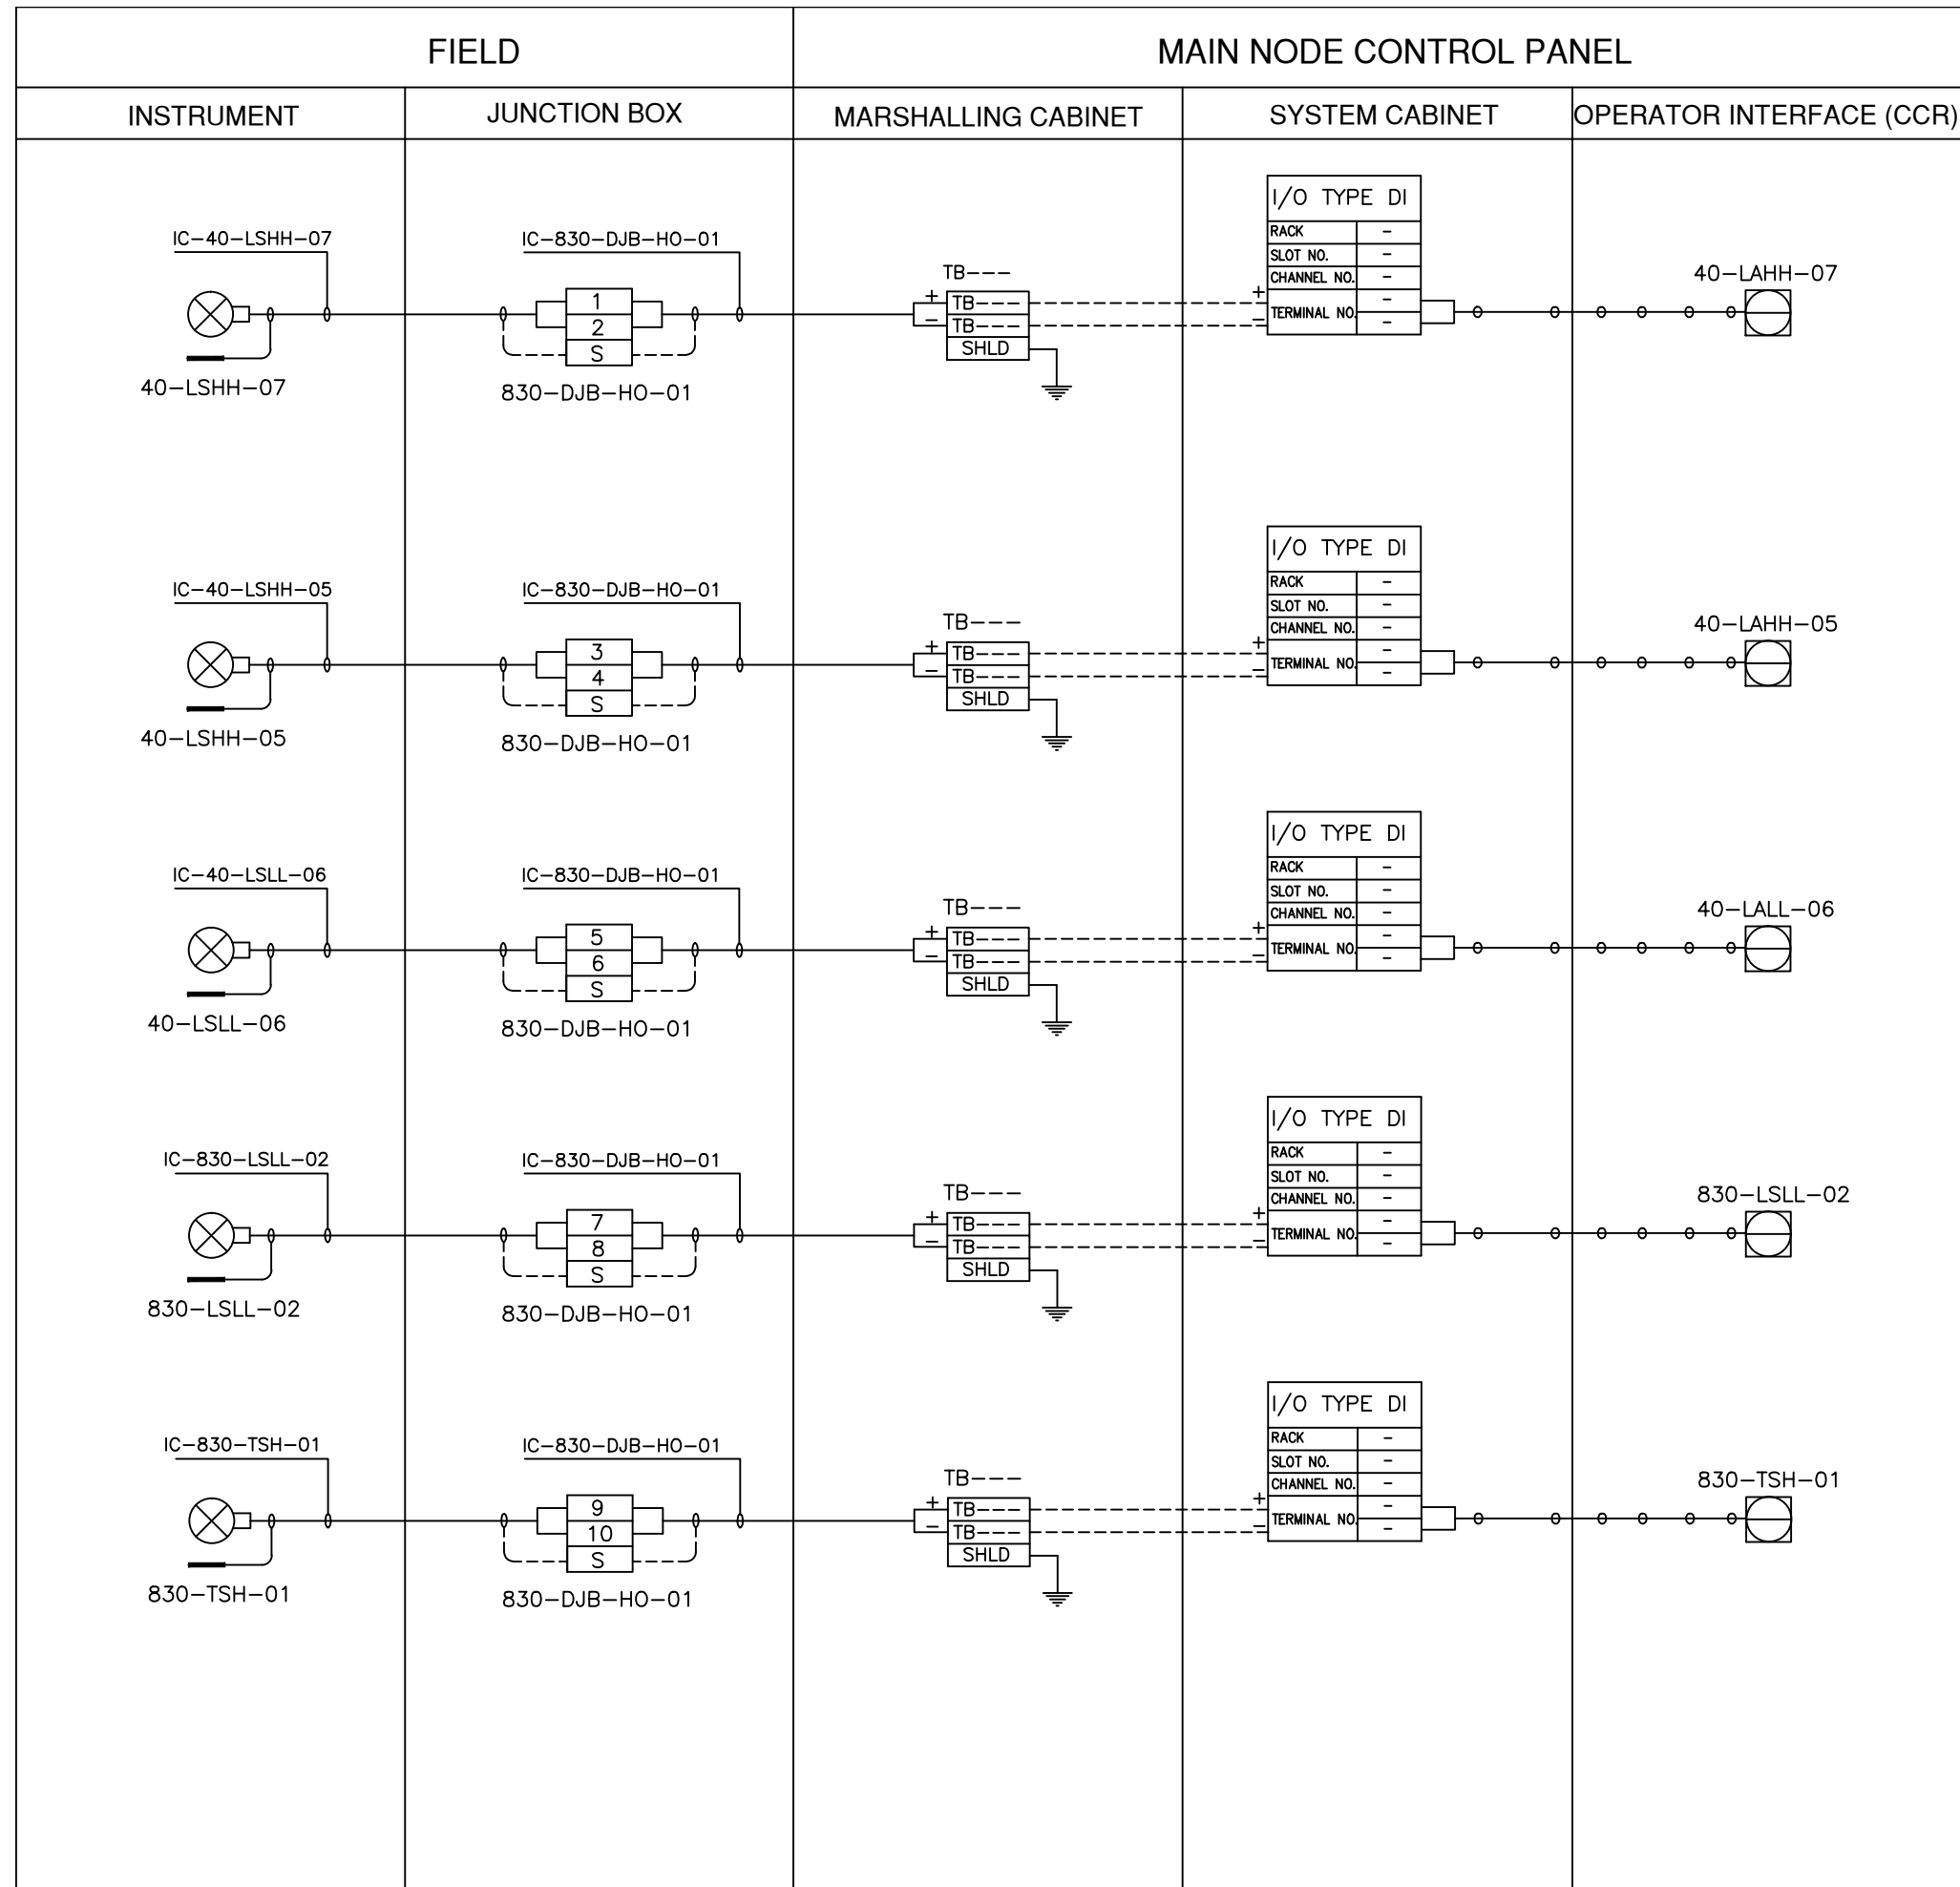 FIELD
MAIN NODE CONTROL PANEL
INSTRUMENT
JUNCTION BOX
MARSHALLING CABINET
SYSTEM CABINET
OPERATOR INTERFACE (CCR)
IC-40-LSHH-07
40-LSHH-07
IC-830-DJB-HO-01
1
2
S
830-DJB-HO-01
TB---
+ TB----
- TB----
SHLD
I/O TYPE DI
RACK -
SLOT NO. -
CHANNEL NO. -
+ -
TERMINAL NO.
- -
40-LAHH-07
IC-40-LSHH-05
40-LSHH-05
IC-830-DJB-HO-01
3
4
S
830-DJB-HO-01
TB---
+ TB----
- TB----
SHLD
I/O TYPE DI
RACK -
SLOT NO. -
CHANNEL NO. -
+ -
TERMINAL NO.
- -
40-LAHH-05
IC-40-LSLL-06
40-LSLL-06
IC-830-DJB-HO-01
5
6
S
830-DJB-HO-01
TB---
+ TB----
- TB----
SHLD
I/O TYPE DI
RACK -
SLOT NO. -
CHANNEL NO. -
+ -
TERMINAL NO.
- -
40-LALL-06
IC-830-LSLL-02
830-LSLL-02
IC-830-DJB-HO-01
7
8
S
830-DJB-HO-01
TB---
+ TB----
- TB----
SHLD
I/O TYPE DI
RACK -
SLOT NO. -
CHANNEL NO. -
+ -
TERMINAL NO.
- -
830-LSLL-02
IC-830-TSH-01
830-TSH-01
IC-830-DJB-HO-01
9
10
S
830-DJB-HO-01
TB---
+ TB----
- TB----
SHLD
I/O TYPE DI
RACK -
SLOT NO. -
CHANNEL NO. -
+ -
TERMINAL NO.
- -
830-TSH-01